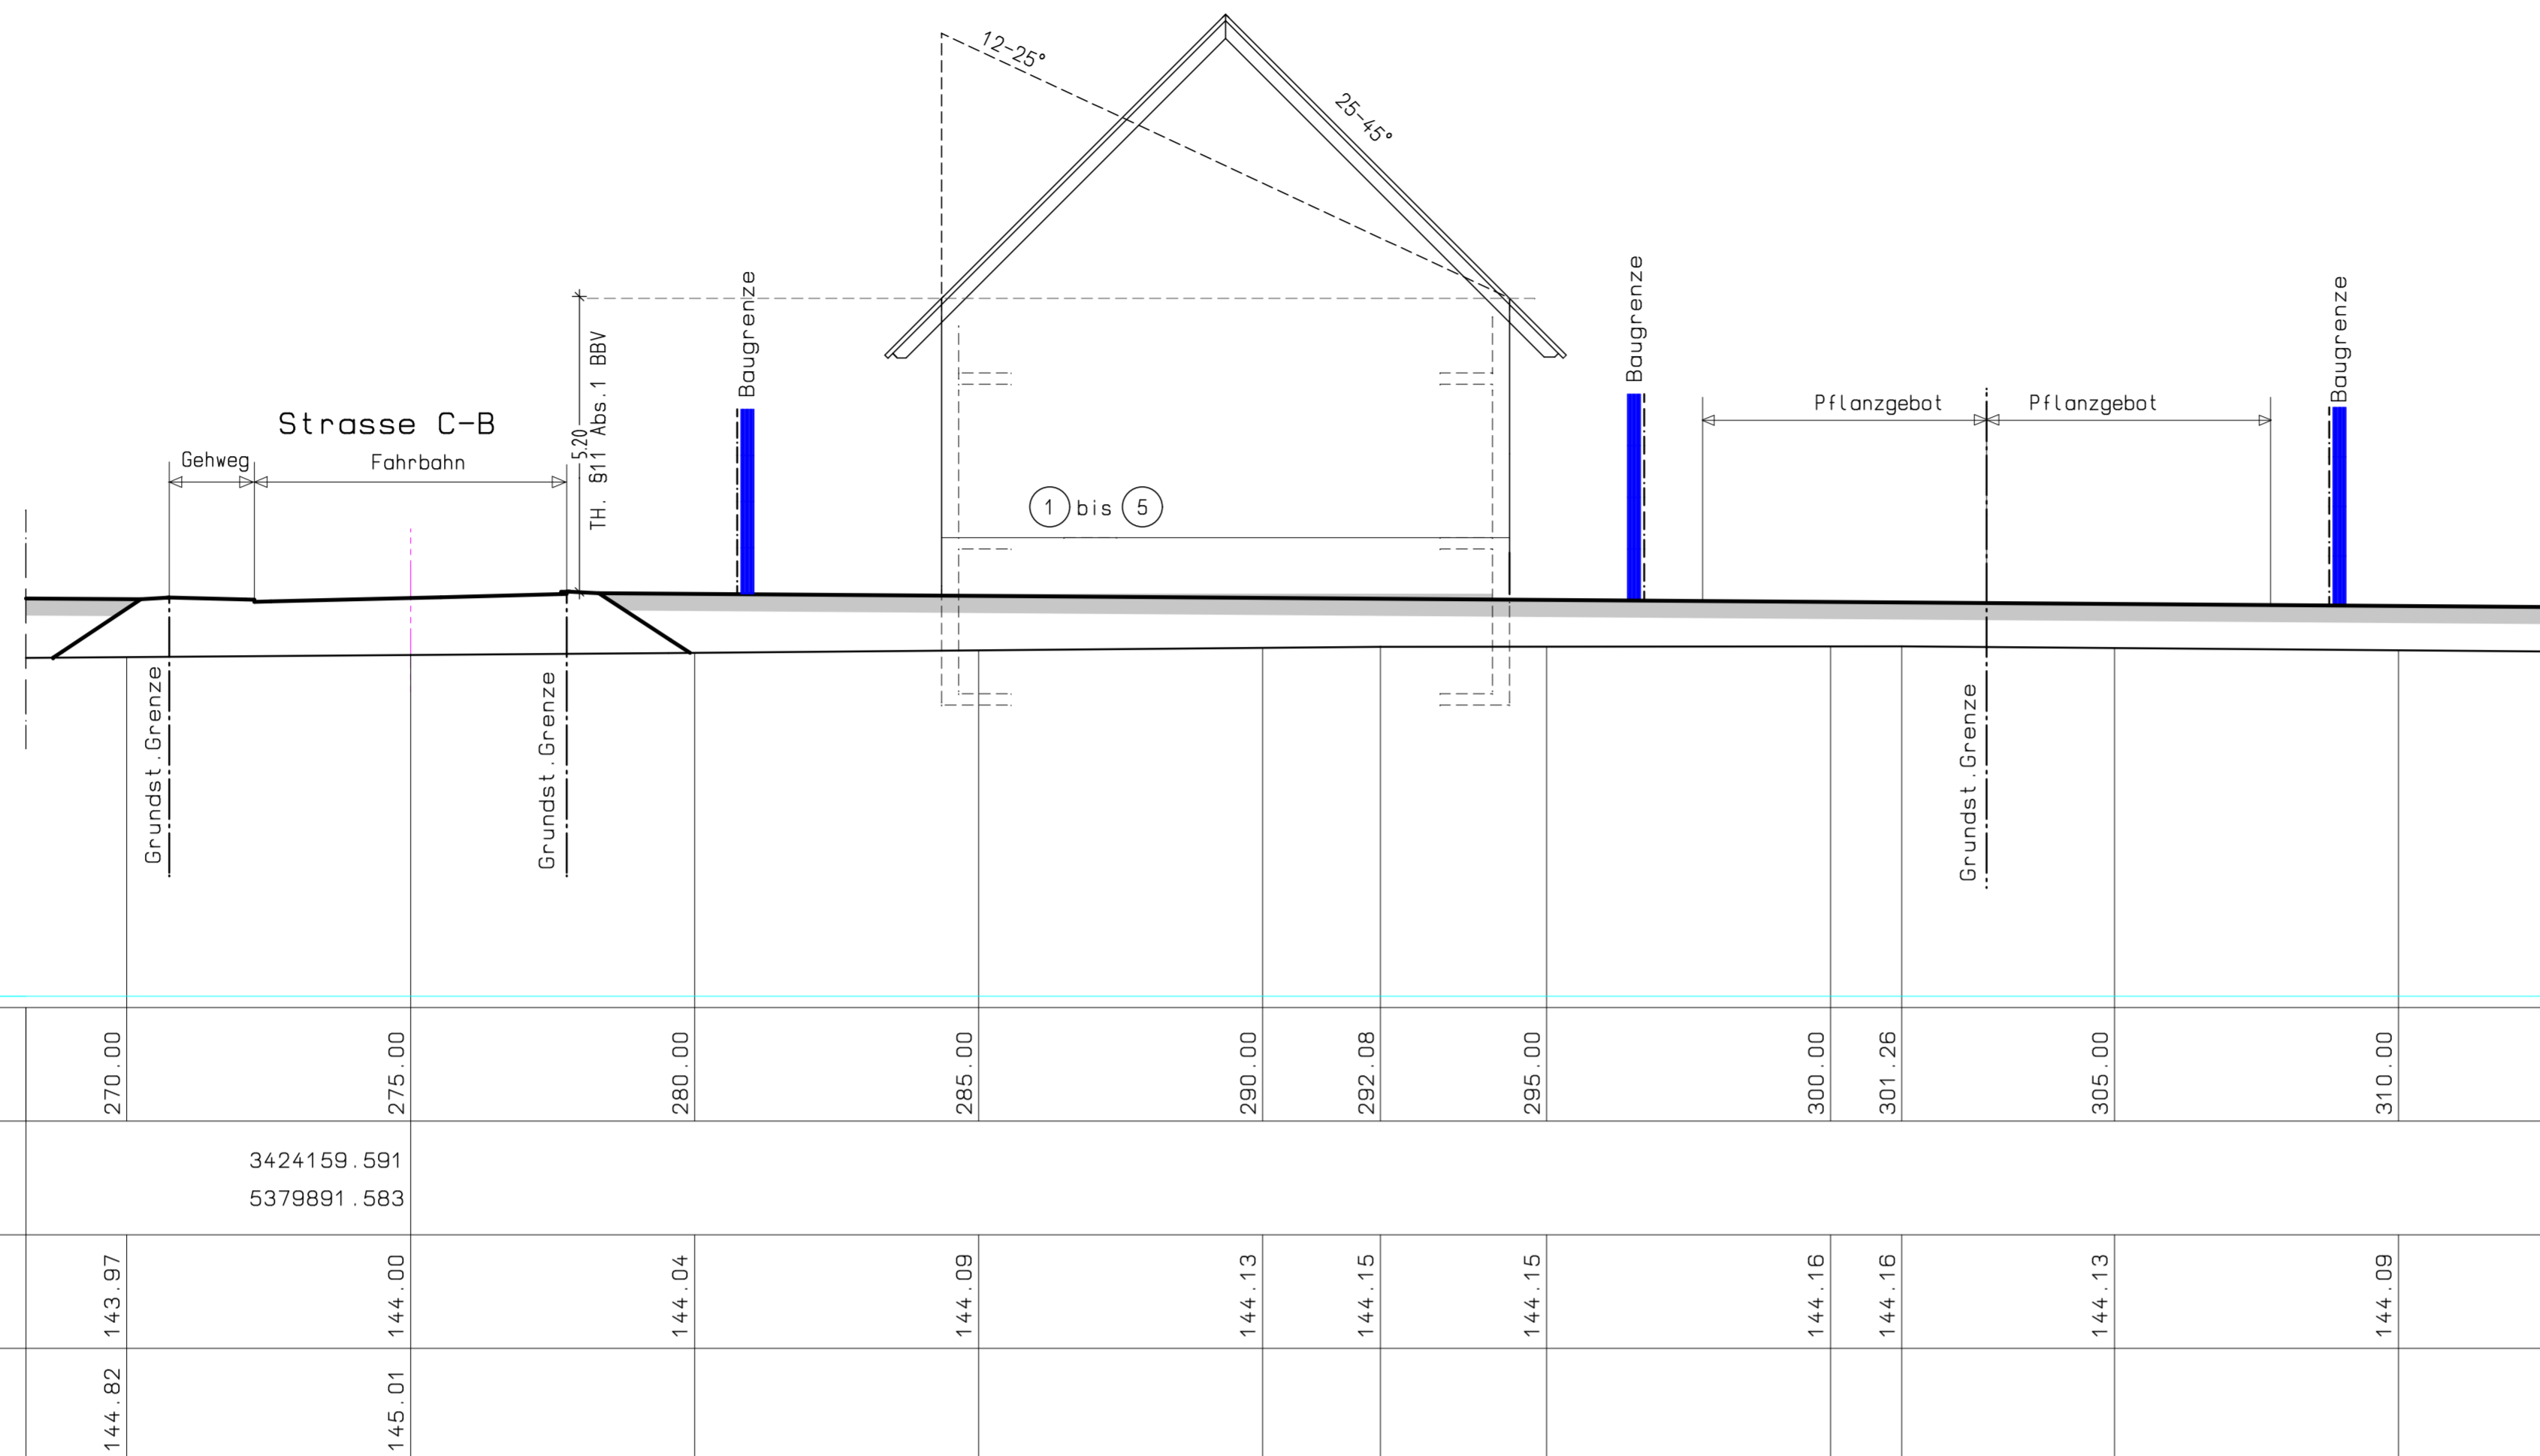 12-25°
25-45°
Baugrenze
Baugrenze
Baugrenze
TH. §11 Abs.1 BBV
5.20
Strasse C-B
Gehweg
Fahrbahn
Pflanzgebot
Pflanzgebot
1 bis 5
Grundst.Grenze
Grundst.Grenze
Grundst.Grenze
270.00
275.00
280.00
285.00
290.00
292.08
295.00
300.00
301.26
305.00
310.00
3424159.591
5379891.583
143.97
144.00
144.04
144.09
144.13
144.15
144.15
144.16
144.16
144.13
144.09
144.82
145.01